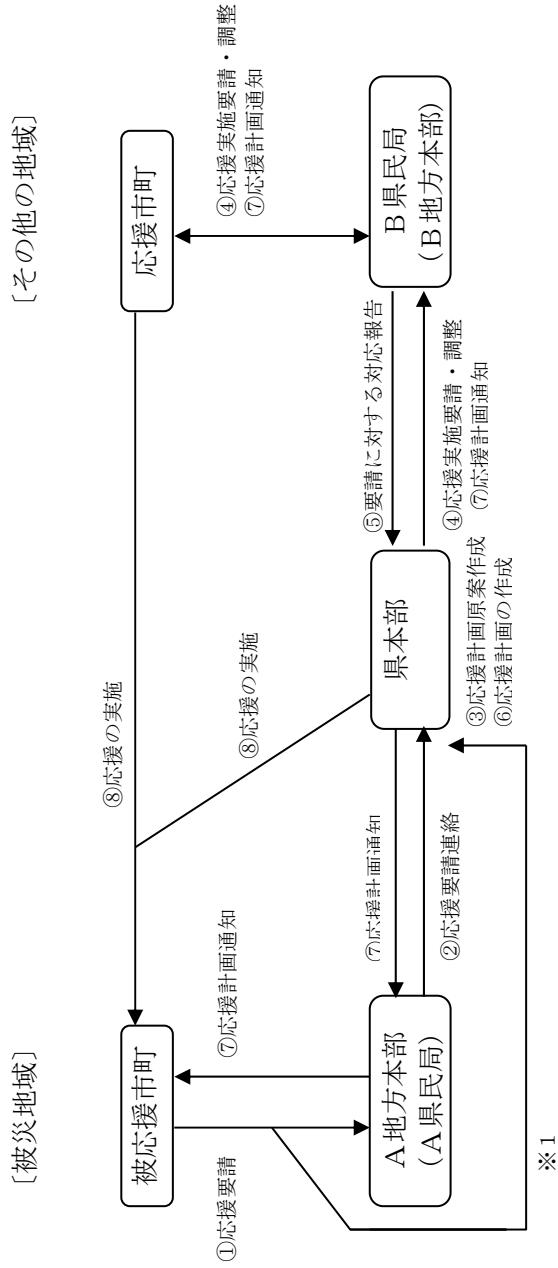 ［被災地域］
［その他の地域］
被応援市町
応援市町
⑧応援の実施
①応援要請
⑦応援計画通知
⑧応援の実施
④応援実施要請・調整
⑦応援計画通知
A地方本部
(A県民局)
⑦応援計画通知
②応援要請連絡
県本部
⑤要請に対する対応報告
③応援計画原案作成
⑥応援計画の作成
④応援実施要請・調整
⑦応援計画通知
B県民局
(B地方本部)
※1